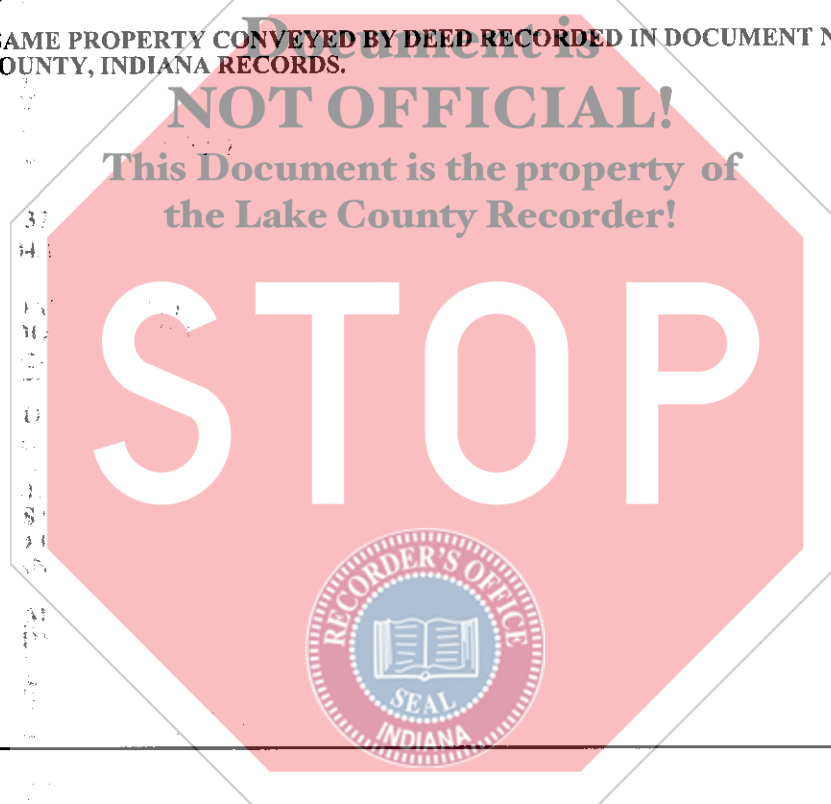 Document is
SAME PROPERTY CONVEYED BY DEED RECORDED IN DOCUMENT
COUNTY, INDIANA RECORDS.
NOT OFFICIAL!
This Document is the property of
the Lake County Recorder!
STOP
RECORDER'S OFFICE
SEAL
INDIANA